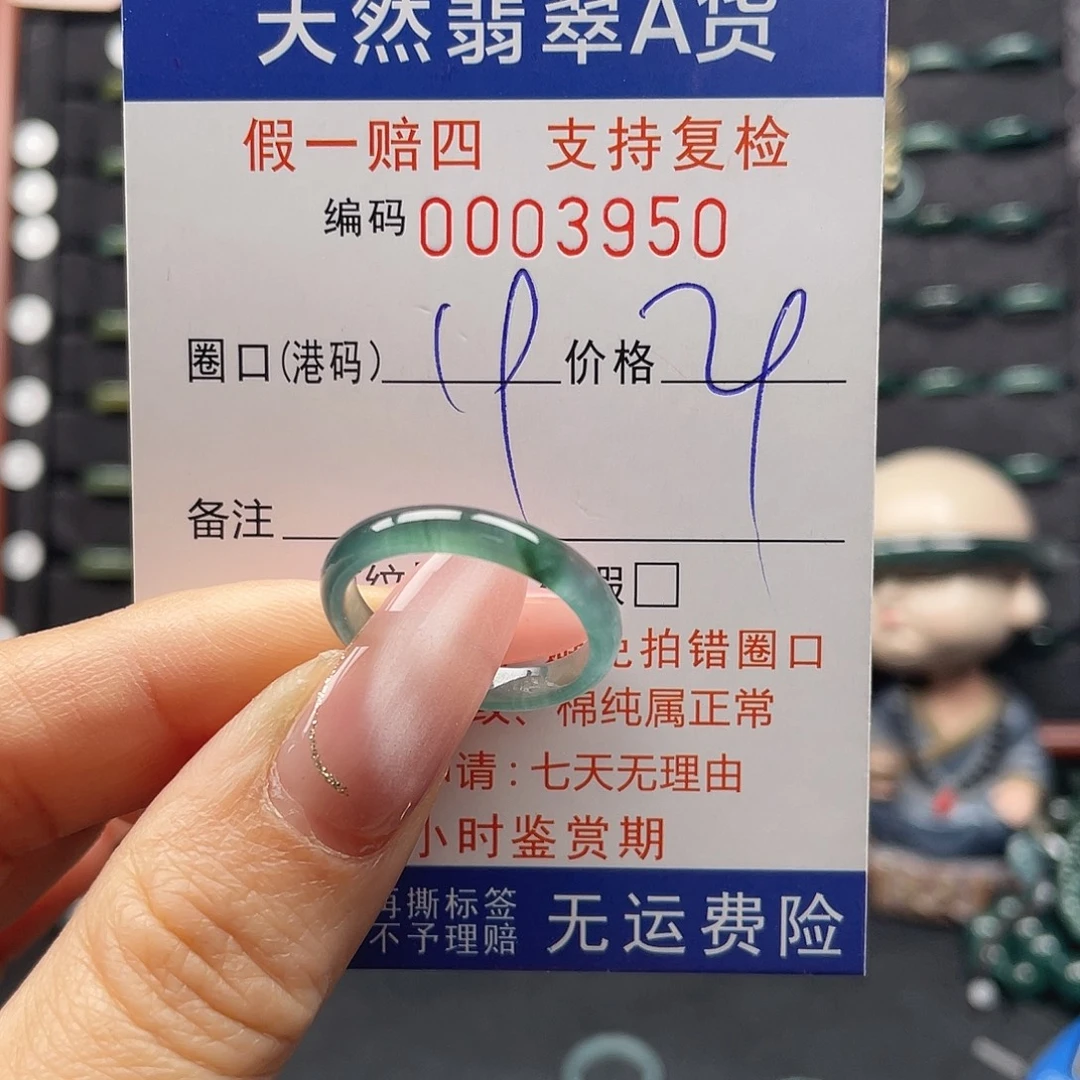 天然翡翠A货
假一赔四 支持复检
编码 0003950
圈口(港码) 价格
备注
纹
拍错圈口
棉纯属正常
请:七天无理由
小时鉴赏期
再撕标签 无运费险
不予理赔